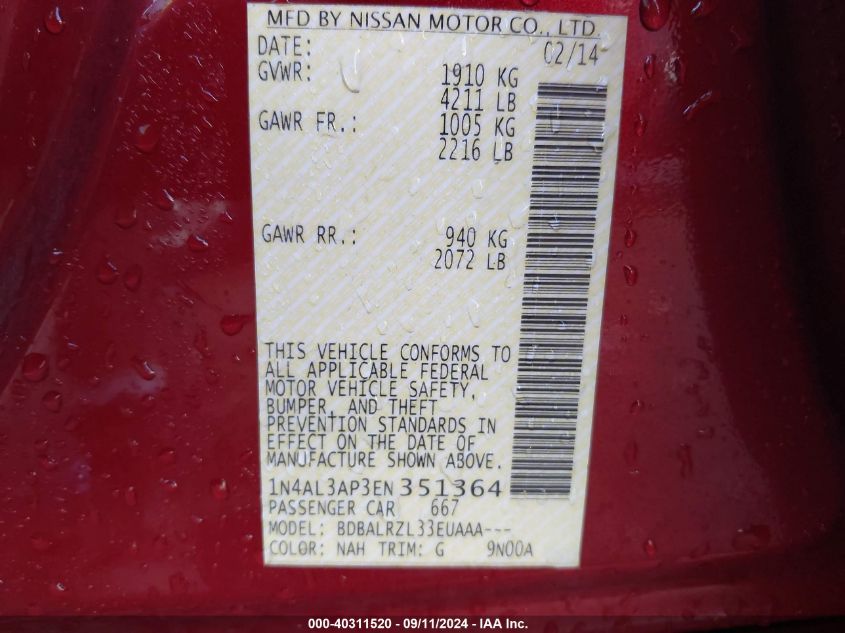 MFD BY NISSAN MOTOR CO., LTD.
DATE: 02/14
GVWR: 1910 KG
4211 LB
GAWR FR.: 1005 KG
2216 LB
GAWR RR.: 940 KG
2072 LB
THIS VEHICLE CONFORMS TO
ALL APPLICABLE FEDERAL
MOTOR VEHICLE SAFETY,
BUMPER, AND THEFT
PREVENTION STANDARDS IN
EFFECT ON THE DATE OF
MANUFACTURE SHOWN ABOVE.
1N4AL3AP3EN351364
PASSENGER CAR 667
MODEL: BDBALRZL33EUAAA---
COLOR: NAH TRIM: G 9N00A
000-40311520 - 09/11/2024 - IAA Inc.